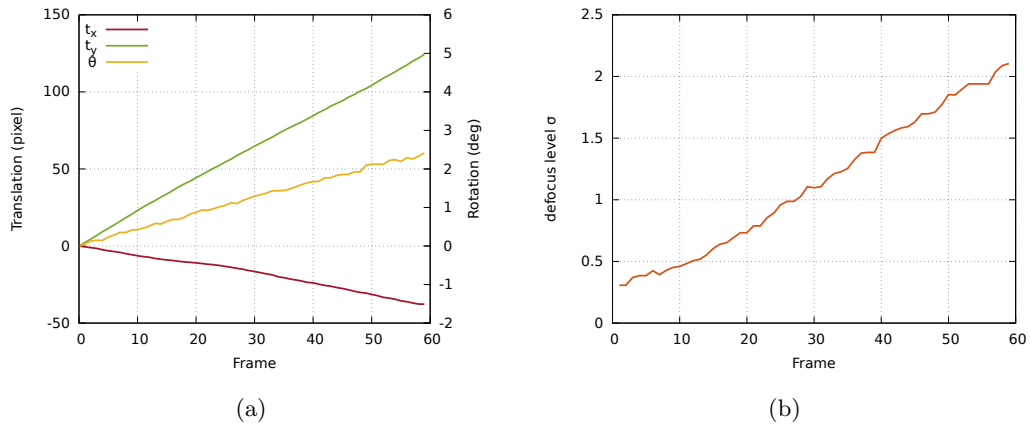 150
100
50
0
-50
6
5
4
3
2
1
0
-1
-2
0 10 20 30 40 50 60
Translation (pixel)
Rotation (deg)
Frame
t_x
t_y
θ
(a)
2.5
2
1.5
1
0.5
0
0 10 20 30 40 50 60
defocus level σ
Frame
(b)